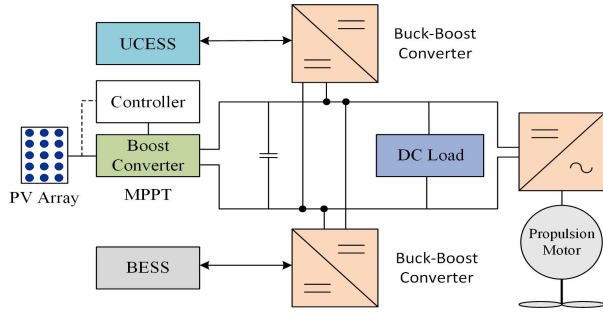 UCESS
Buck-Boost
Converter
Controller
Boost
Converter
MPPT
PV Array
DC Load
Propulsion
Motor
BESS
Buck-Boost
Converter